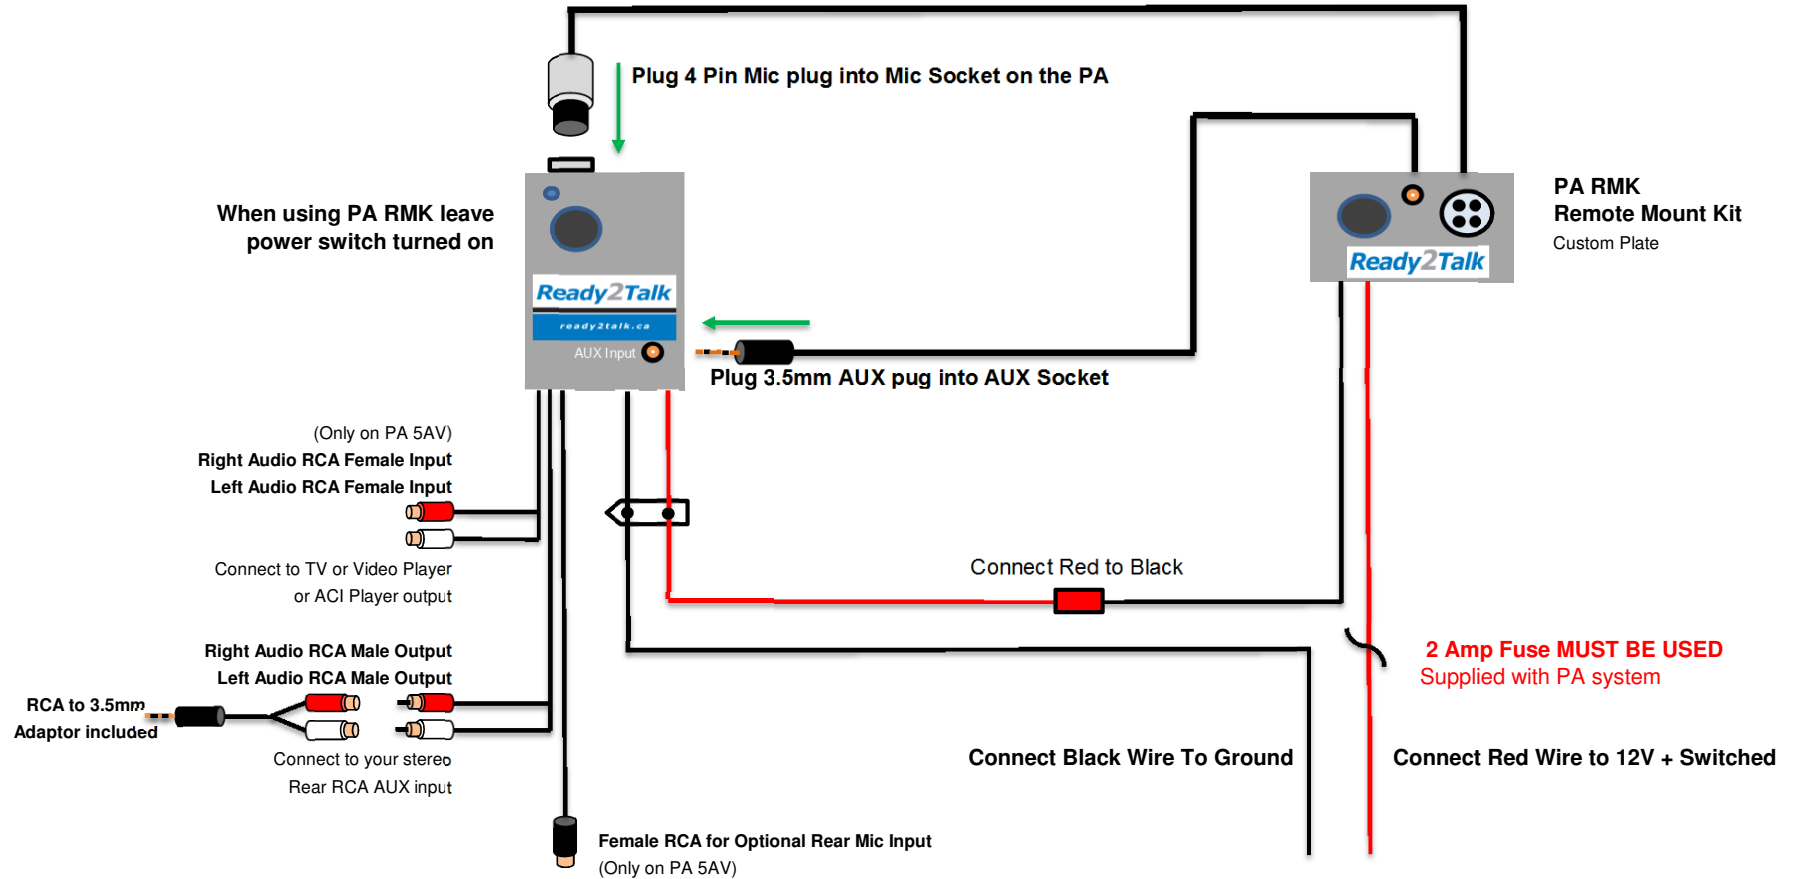 Plug 4 Pin Mic plug into Mic Socket on the PA
When using PA RMK leave
power switch turned on
PA RMK
Remote Mount Kit
Custom Plate
Ready2Talk
Ready2Talk
ready2talk.ca
AUX Input
Plug 3.5mm AUX pug into AUX Socket
(Only on PA 5AV)
Right Audio RCA Female Input
Left Audio RCA Female Input
Connect to TV or Video Player
or ACI Player output
Connect Red to Black
Right Audio RCA Male Output
Left Audio RCA Male Output
2 Amp Fuse MUST BE USED
Supplied with PA system
RCA to 3.5mm
Adaptor included
Connect to your stereo
Rear RCA AUX input
Connect Black Wire To Ground
Connect Red Wire to 12V + Switched
Female RCA for Optional Rear Mic Input
(Only on PA 5AV)